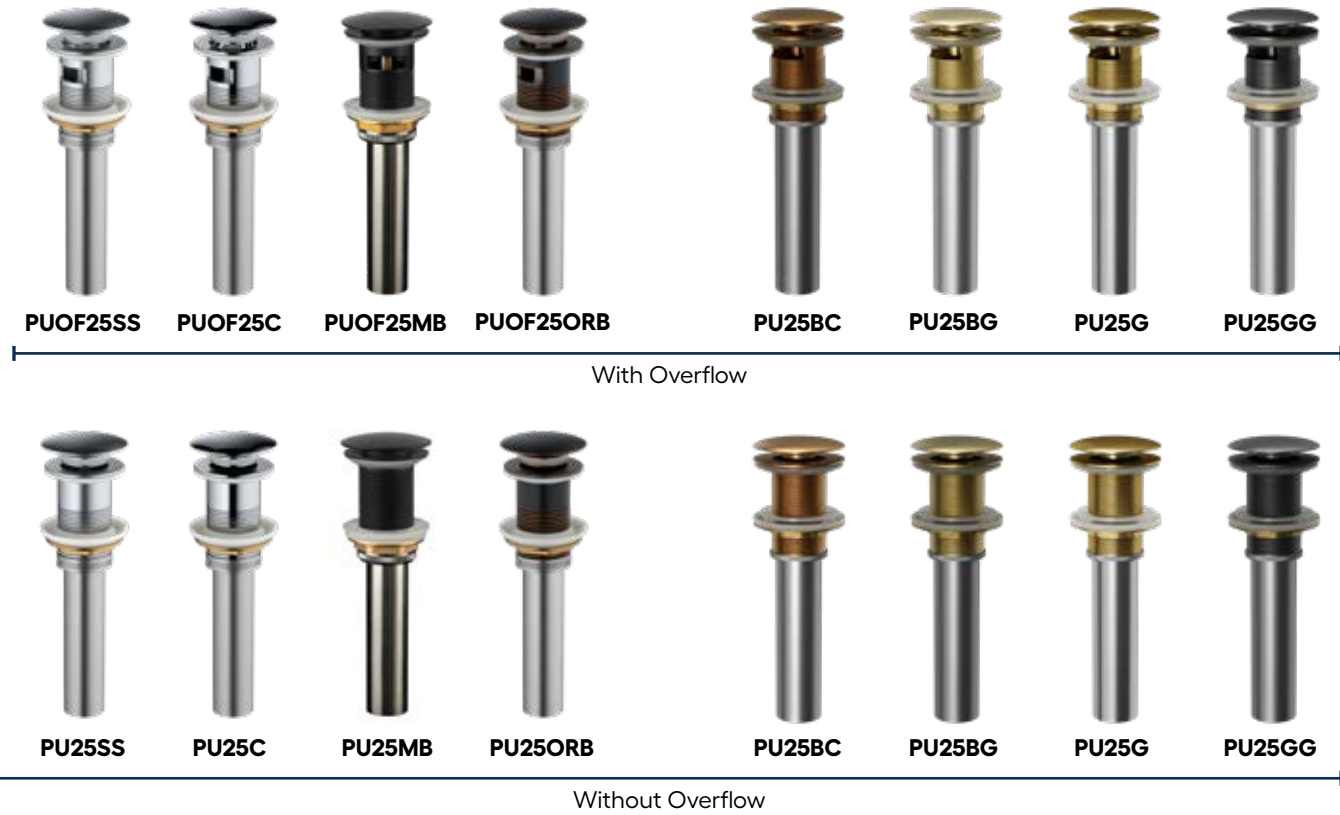 PUOF25SS PUOF25C PUOF25MB PUOF25ORB PU25BC PU25BG PU25G PU25GG
With Overflow
PU25SS PU25C PU25MB PU25ORB PU25BC PU25BG PU25G PU25GG
Without Overflow